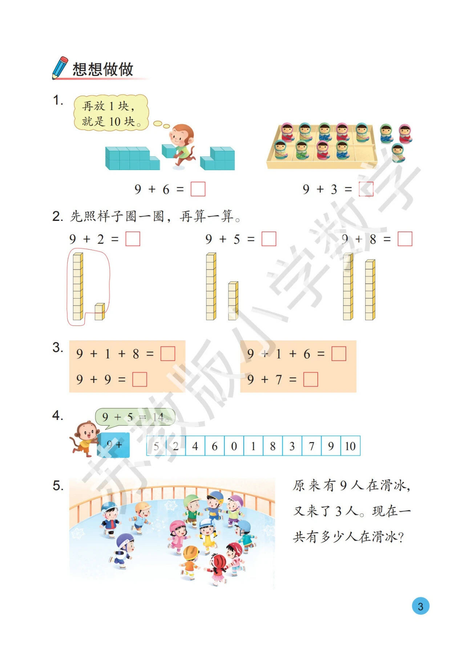 想想做做
1.
再放 1 块，
就是 10 块。
9 + 6 = □
9 + 3 = □
2. 先照样子圈一圈，再算一算。
9 + 2 = □
9 + 5 = □
9 + 8 = □
3.
9 + 1 + 8 = □
9 + 1 + 6 = □
9 + 9 = □
9 + 7 = □
4.
9 + 5 = 14
9 +
5 2 4 6 0 1 8 3 7 9 10
5.
原来有 9 人在滑冰，
又来了 3 人。现在一
共有多少人在滑冰？
苏教版小学数学
3